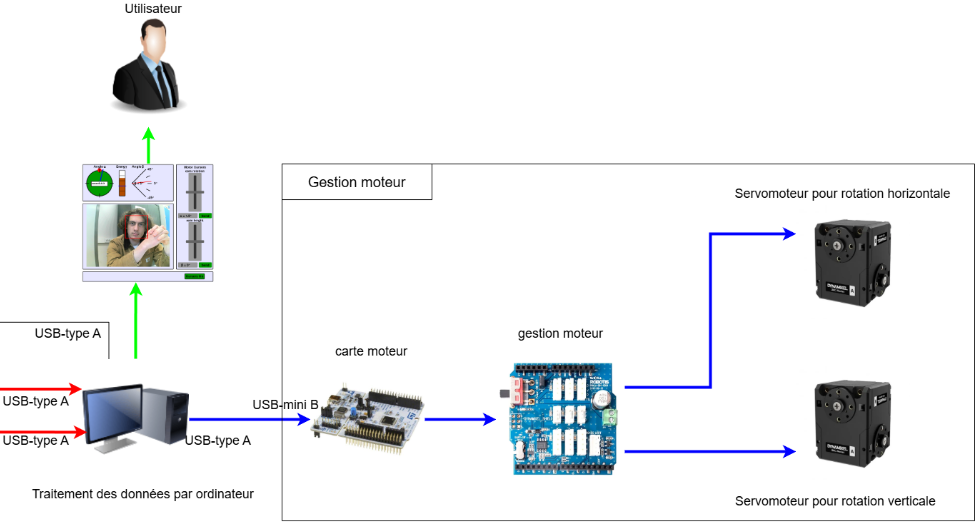 Utilisateur
Gestion moteur
Servomoteur pour rotation horizontale
USB-type A
gestion moteur
carte moteur
USB-type A
USB-mini B
USB-type A
USB-type A
Traitement des données par ordinateur
Servomoteur pour rotation verticale